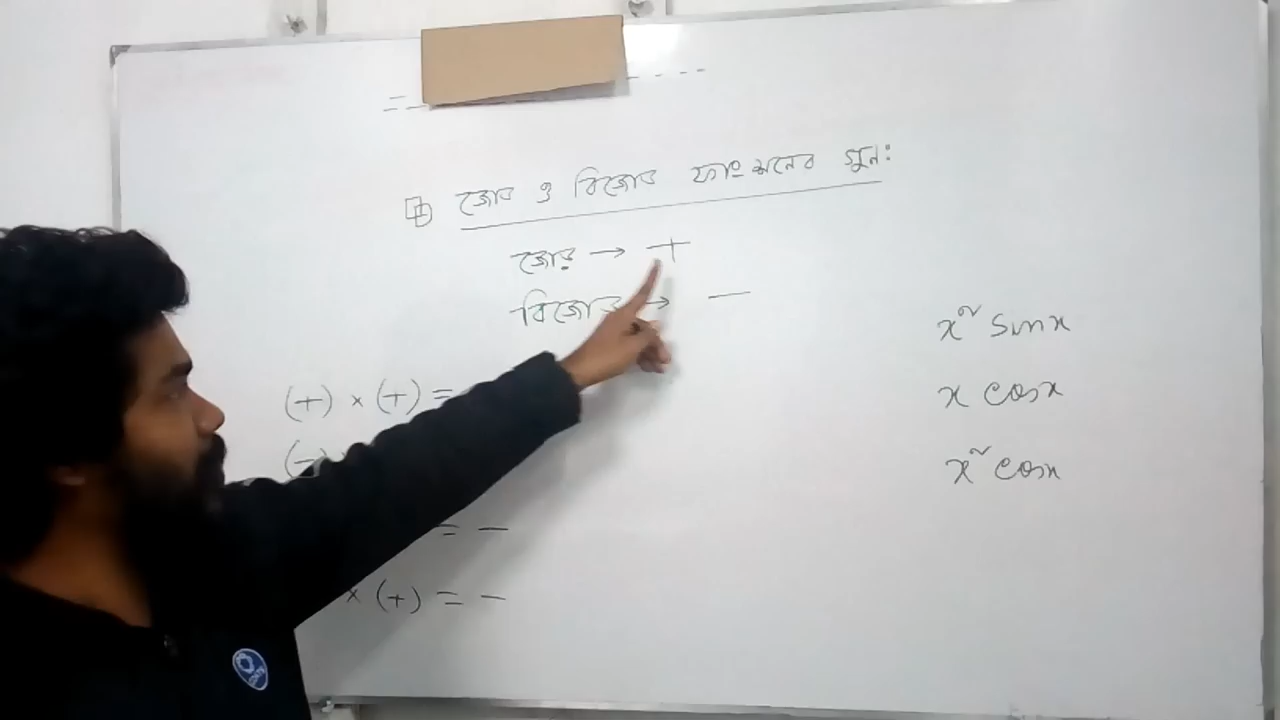 জোড় ও বিজোড় ফাংশনের গুন:
জোড় → +
বিজোড় → −
(+) × (+) =
(−)
= −
× (+) = −
x² sinx
x cosx
x² cosx